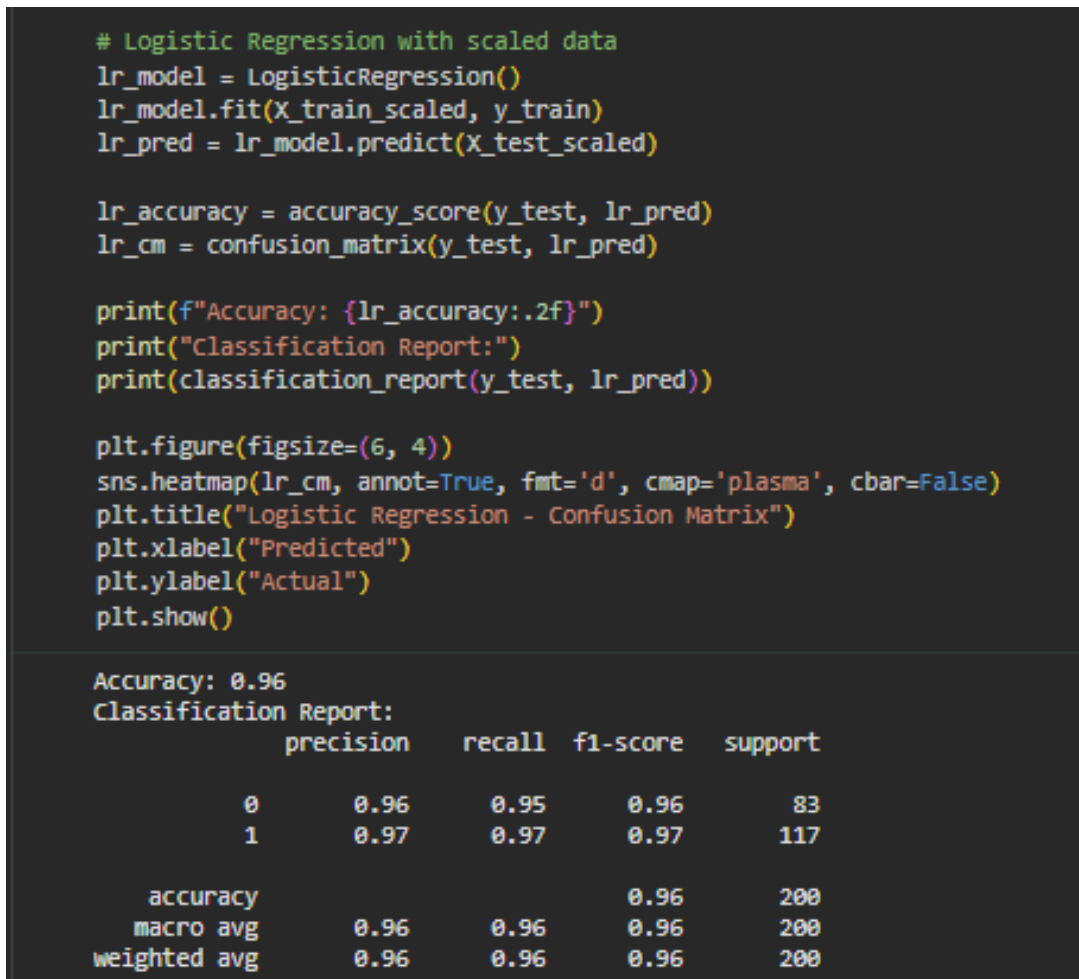 # Logistic Regression with scaled data
lr_model = LogisticRegression()
lr_model.fit(X_train_scaled, y_train)
lr_pred = lr_model.predict(X_test_scaled)
lr_accuracy = accuracy_score(y_test, lr_pred)
lr_cm = confusion_matrix(y_test, lr_pred)
print(f"Accuracy: {lr_accuracy:.2f}")
print("Classification Report:")
print(classification_report(y_test, lr_pred))
plt.figure(figsize=(6, 4))
sns.heatmap(lr_cm, annot=True, fmt='d', cmap='plasma', cbar=False)
plt.title("Logistic Regression - Confusion Matrix")
plt.xlabel("Predicted")
plt.ylabel("Actual")
plt.show()
Accuracy: 0.96
Classification Report:
precision recall f1-score support
0 0.96 0.95 0.96 83
1 0.97 0.97 0.97 117
accuracy 0.96 200
macro avg 0.96 0.96 0.96 200
weighted avg 0.96 0.96 0.96 200